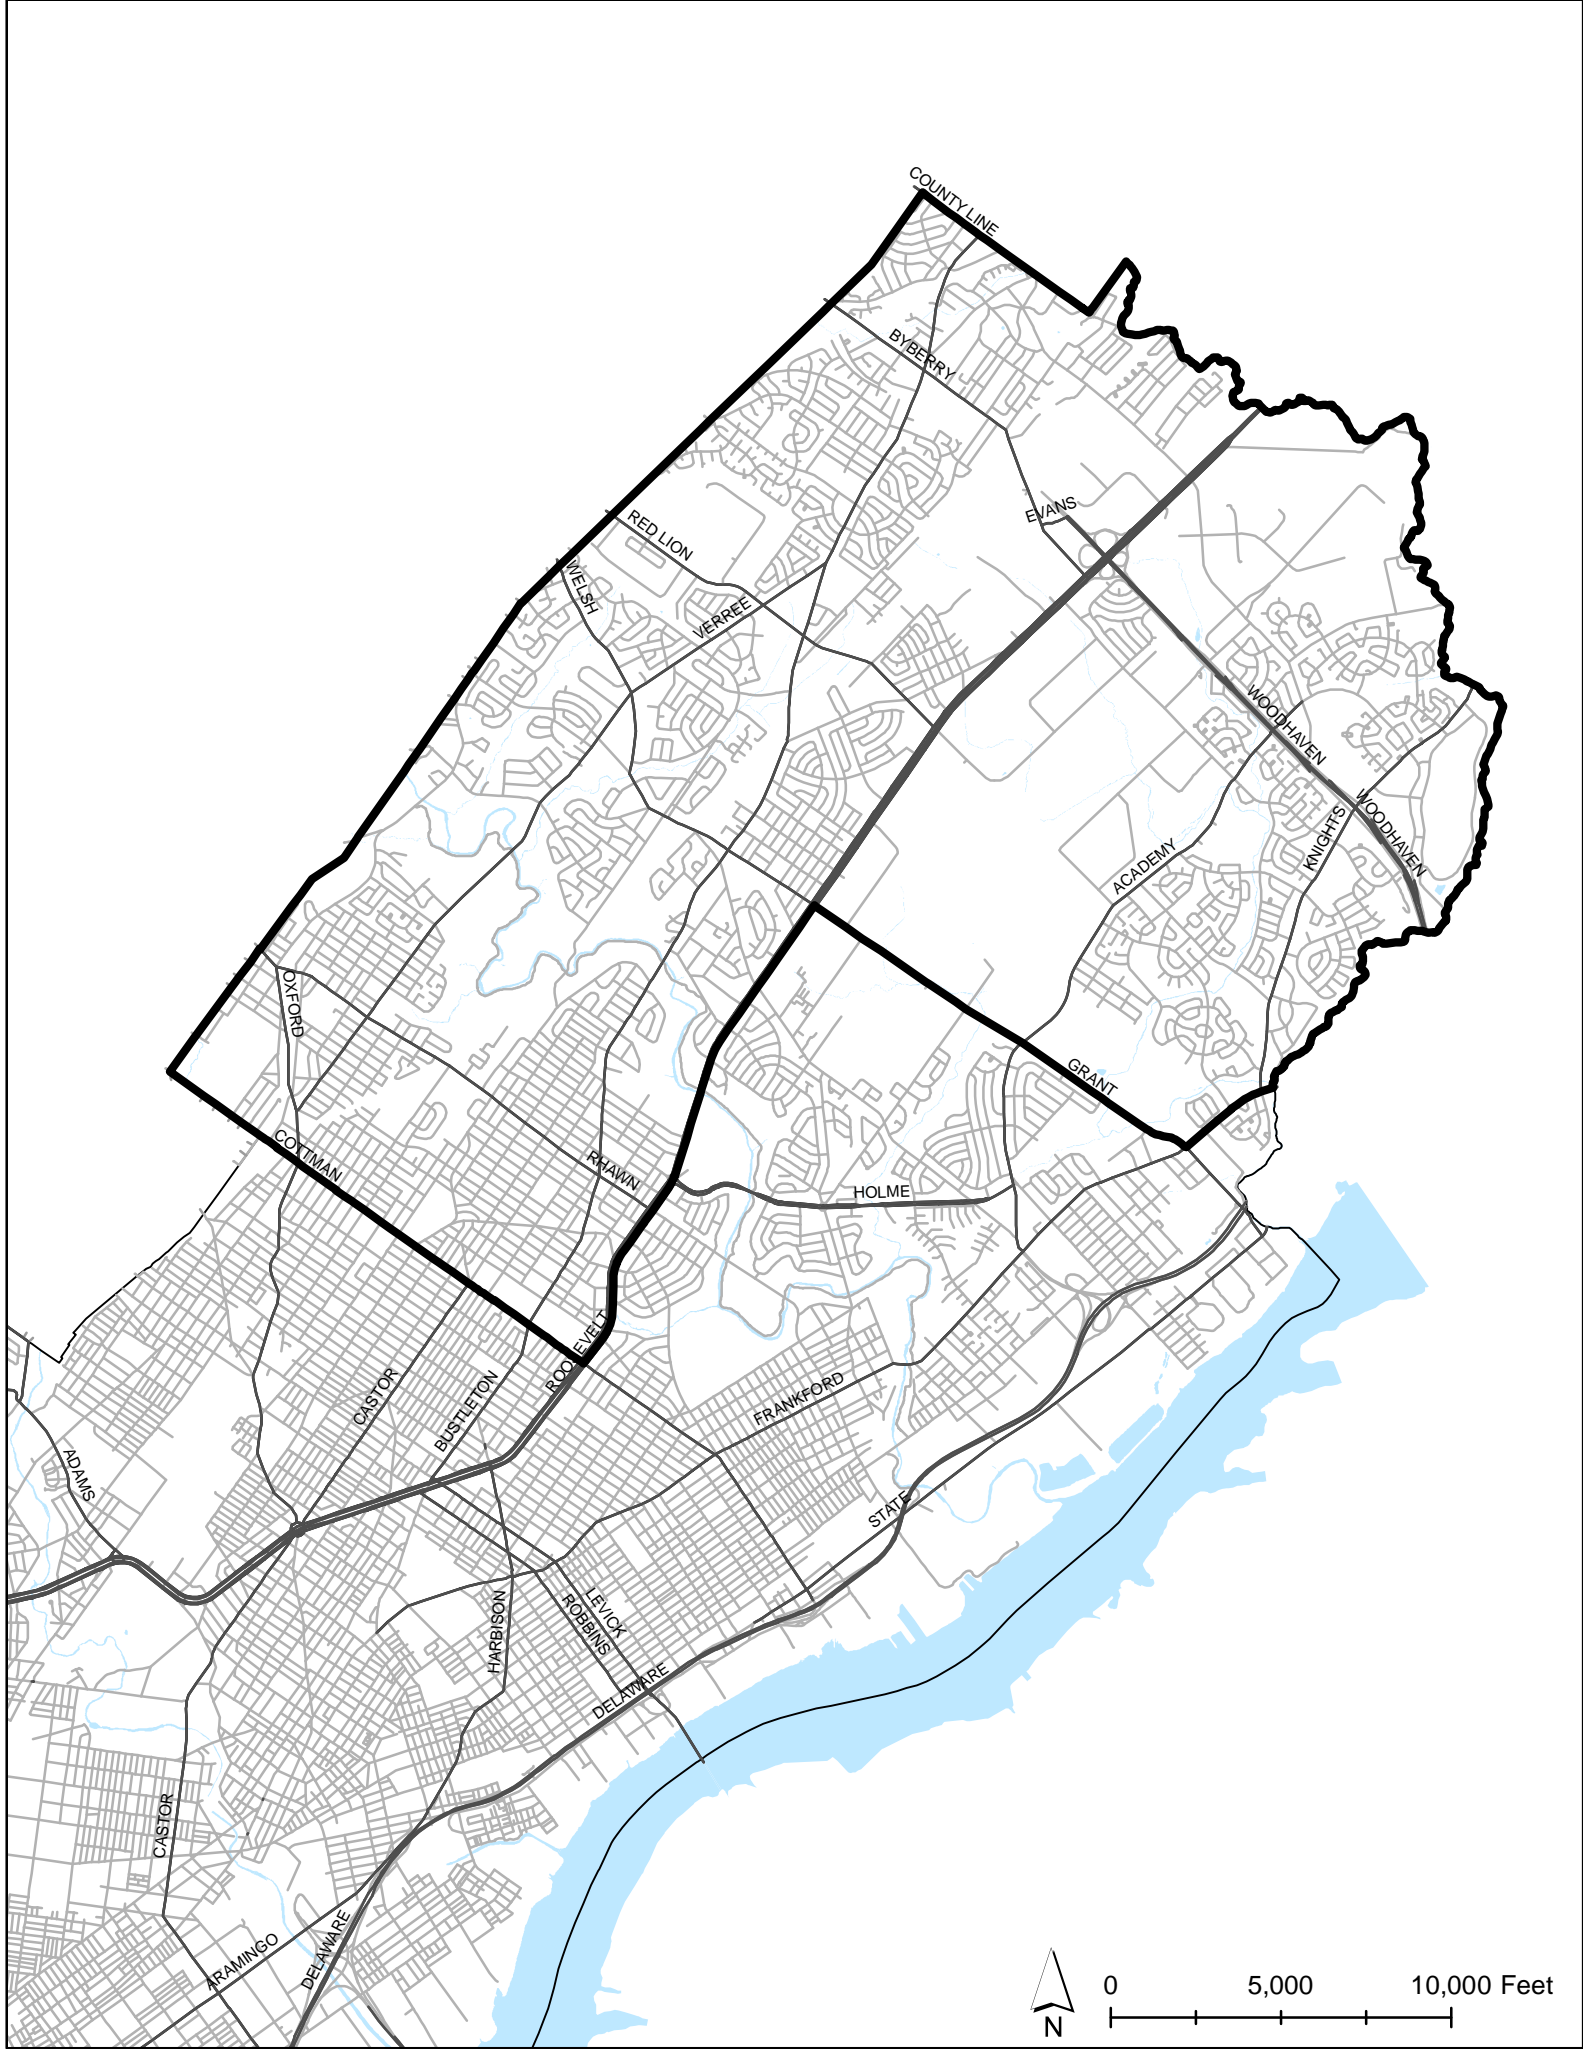 COUNTY LINE
BYBERRY
EVANS
RED LION
WELSH
VERREE
WOODHAVEN
WOODHAVEN
KNIGHTS
ACADEMY
OXFORD
GRANT
COTTMAN
RHAWN
HOLME
ROOSEVELT
CASTOR
BUSTLETON
FRANKFORD
ADAMS
STATE
LEVICK
ROBBINS
HARBISON
DELAWARE
CASTOR
ARAMINGO
DELAWARE
0 5,000 10,000 Feet
N